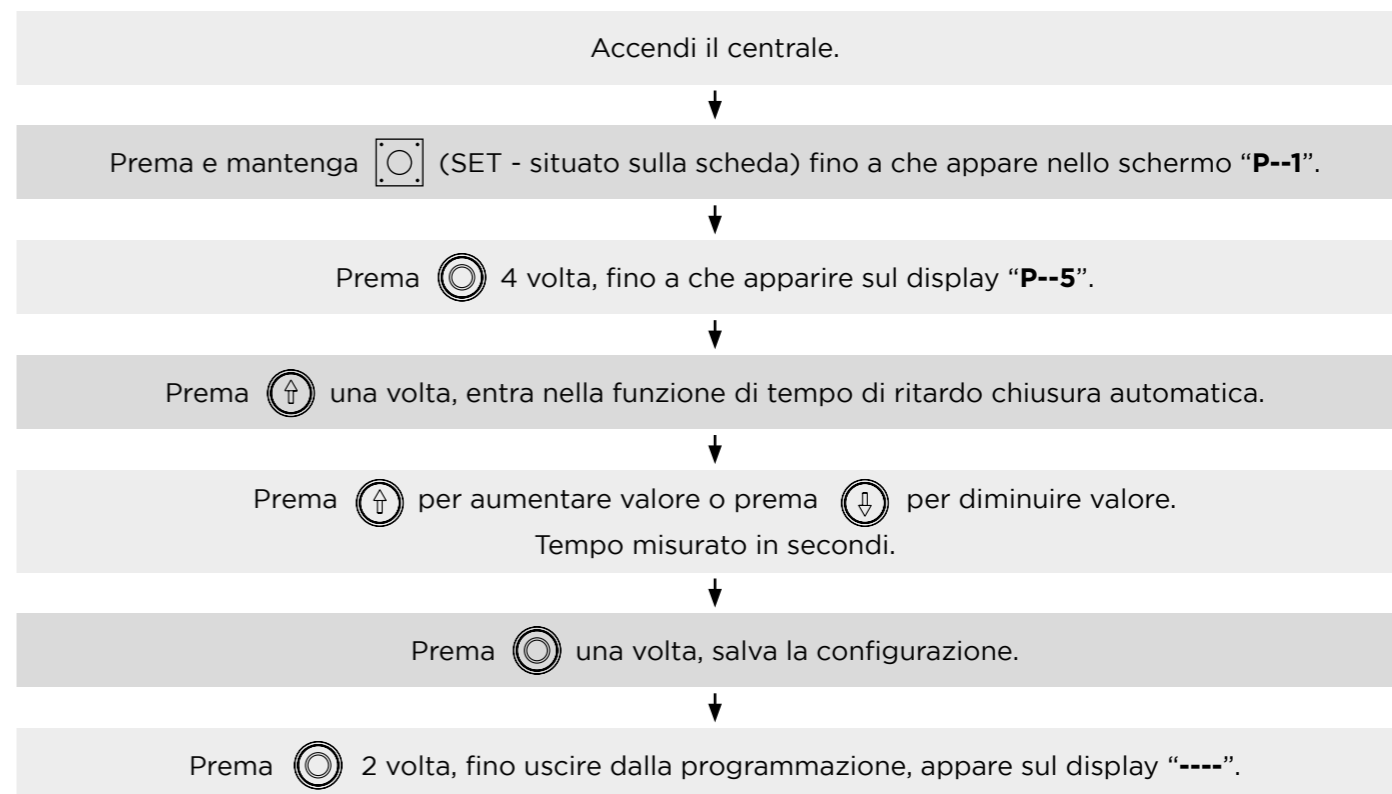 Accendi il centrale.
Prema e mantenga (SET - situato sulla scheda) fino a che appare nello schermo “P--1”.
Prema 4 volta, fino a che apparire sul display “P--5”.
Prema una volta, entra nella funzione di tempo di ritardo chiusura automatica.
Prema per aumentare valore o prema per diminuire valore.
Tempo misurato in secondi.
Prema una volta, salva la configurazione.
Prema 2 volta, fino uscire dalla programmazione, appare sul display “----”.